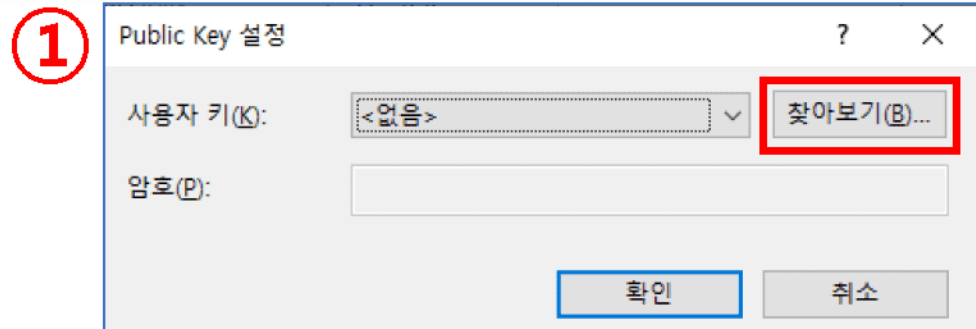 ①
Public Key 설정
?
사용자 키(K):
<없음>
찾아보기(B)...
암호(P):
확인
취소